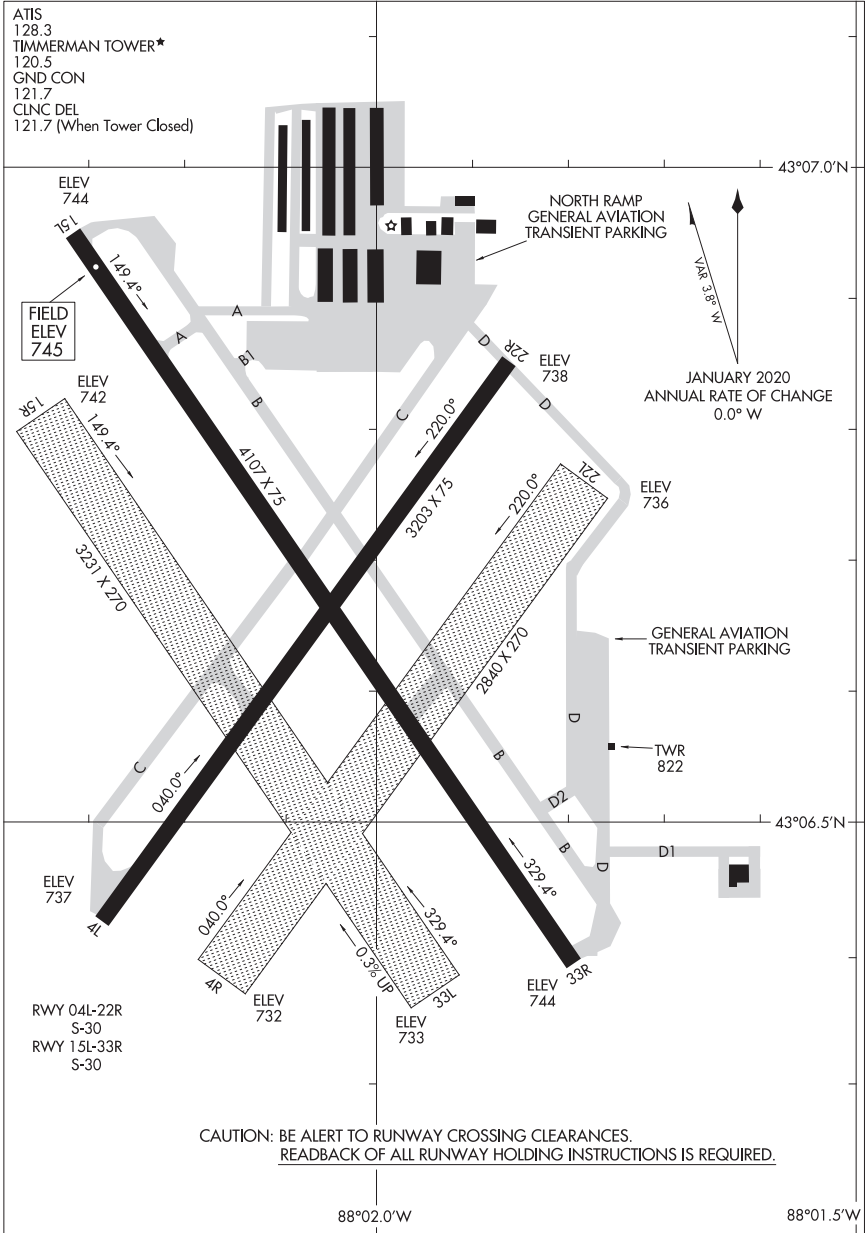 ATIS
128.3
TIMMERMAN TOWER★
120.5
GND CON
121.7
CLNC DEL
121.7 (When Tower Closed)
43°07.0'N
ELEV
744
15L
NORTH RAMP
GENERAL AVIATION
TRANSIENT PARKING
VAR 3.8° W
149.4°
FIELD
ELEV
745
A
A
B1
B
D
22R
ELEV
738
D
JANUARY 2020
ANNUAL RATE OF CHANGE
0.0° W
ELEV
742
15R
149.4°
C
220.0°
4107 X 75
3203 X 75
22L
220.0°
ELEV
736
3231 X 270
2840 X 270
GENERAL AVIATION
TRANSIENT PARKING
D
TWR
822
B
C
040.0°
D2
43°06.5'N
B
D
D1
329.4°
ELEV
737
4L
040.0°
329.4°
0.3% UP
4R
ELEV
732
33L
ELEV
733
ELEV
744
33R
RWY 04L-22R
S-30
RWY 15L-33R
S-30
CAUTION: BE ALERT TO RUNWAY CROSSING CLEARANCES.
READBACK OF ALL RUNWAY HOLDING INSTRUCTIONS IS REQUIRED.
88°02.0'W
88°01.5'W